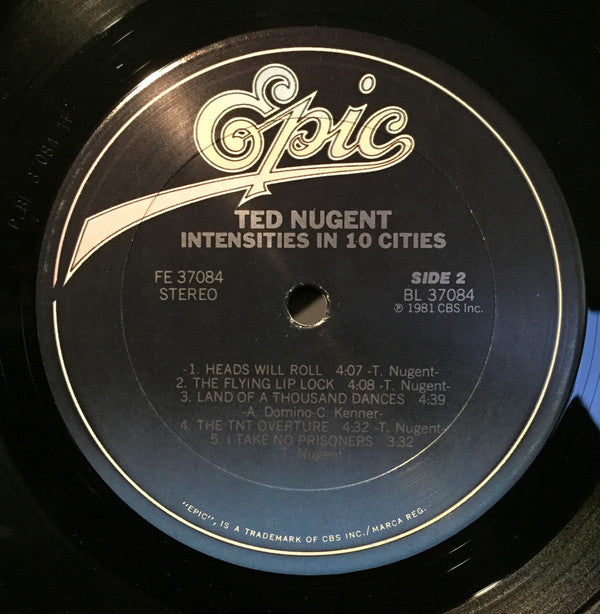 Epic
TED NUGENT
INTENSITIES IN 10 CITIES
FE 37084
STEREO
SIDE 2
BL 37084
℗ 1981 CBS Inc.
-1. HEADS WILL ROLL 4:07 -T. Nugent-
2. THE FLYING LIP LOCK 4:08 -T. Nugent-
3. LAND OF A THOUSAND DANCES 4:39
-A. Domino-C. Kenner-
4. THE TNT OVERTURE 4:32 -T. Nugent-
5. I TAKE NO PRISONERS 3:32
-T. Nugent
"EPIC", IS A TRADEMARK OF CBS INC./MARCA REG.